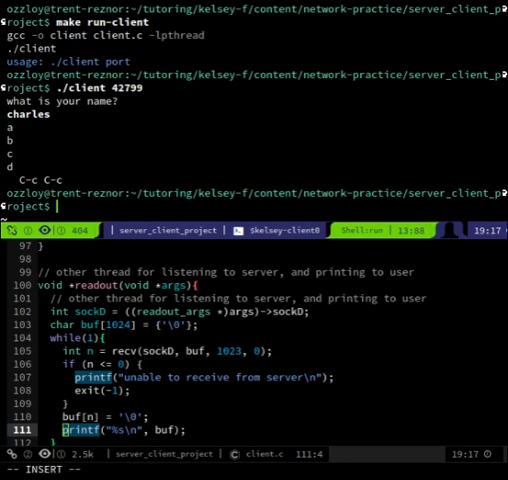 ozzloy@trent-reznor:~/tutoring/kelsey-f/content/network-practice/server_client_p
roject$ make run-client
gcc -o client client.c -lpthread
./client
usage: ./client port
ozzloy@trent-reznor:~/tutoring/kelsey-f/content/network-practice/server_client_p
roject$ ./client 42799
what is your name?
charles
a
b
c
d
C-c C-c
ozzloy@trent-reznor:~/tutoring/kelsey-f/content/network-practice/server_client_p
roject$
~
404 | server_client_project | $kelsey-client0 Shell:run | 13:88 19:17
97 }
98
99 // other thread for listening to server, and printing to user
100 void *readout(void *args){
101 // other thread for listening to server, and printing to user
102 int sockD = ((readout_args *)args)->sockD;
103 char buf[1024] = {'\0'};
104 while(1){
105 int n = recv(sockD, buf, 1023, 0);
106 if (n <= 0) {
107 printf("unable to receive from server\n");
108 exit(-1);
109 }
110 buf[n] = '\0';
111 printf("%s\n", buf);
112 }
2.5k | server_client_project | client.c 111:4 19:17
-- INSERT --